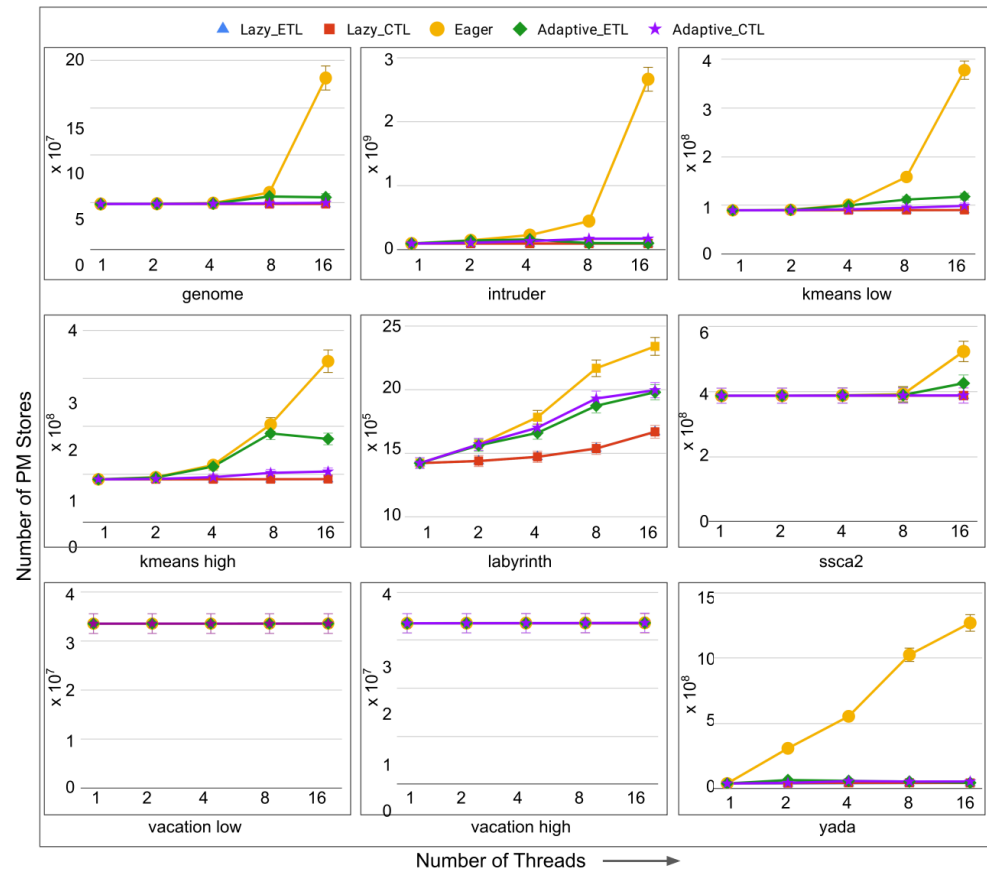 Lazy_ETL Lazy_CTL Eager Adaptive_ETL Adaptive_CTL
Number of PM Stores
20
15
10
5
0
x 10^7
1 2 4 8 16
genome
3
2
1
0
x 10^9
1 2 4 8 16
intruder
4
3
2
1
0
x 10^8
1 2 4 8 16
kmeans low
4
3
2
1
0
x 10^8
1 2 4 8 16
kmeans high
25
20
15
10
x 10^5
1 2 4 8 16
labyrinth
6
4
2
0
x 10^8
1 2 4 8 16
ssca2
4
3
2
1
0
x 10^7
1 2 4 8 16
vacation low
4
3
2
1
0
x 10^7
1 2 4 8 16
vacation high
15
10
5
0
x 10^8
1 2 4 8 16
yada
Number of Threads